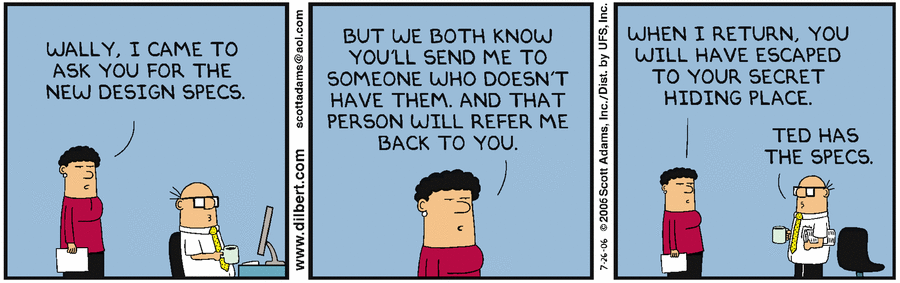 WALLY, I CAME TO
ASK YOU FOR THE
NEW DESIGN SPECS.
www.dilbert.com scottadams@aol.com
BUT WE BOTH KNOW
YOU'LL SEND ME TO
SOMEONE WHO DOESN'T
HAVE THEM. AND THAT
PERSON WILL REFER ME
BACK TO YOU.
7-26-06 © 2006 Scott Adams, Inc./Dist. by UFS, Inc.
WHEN I RETURN, YOU
WILL HAVE ESCAPED
TO YOUR SECRET
HIDING PLACE.
TED HAS
THE SPECS.